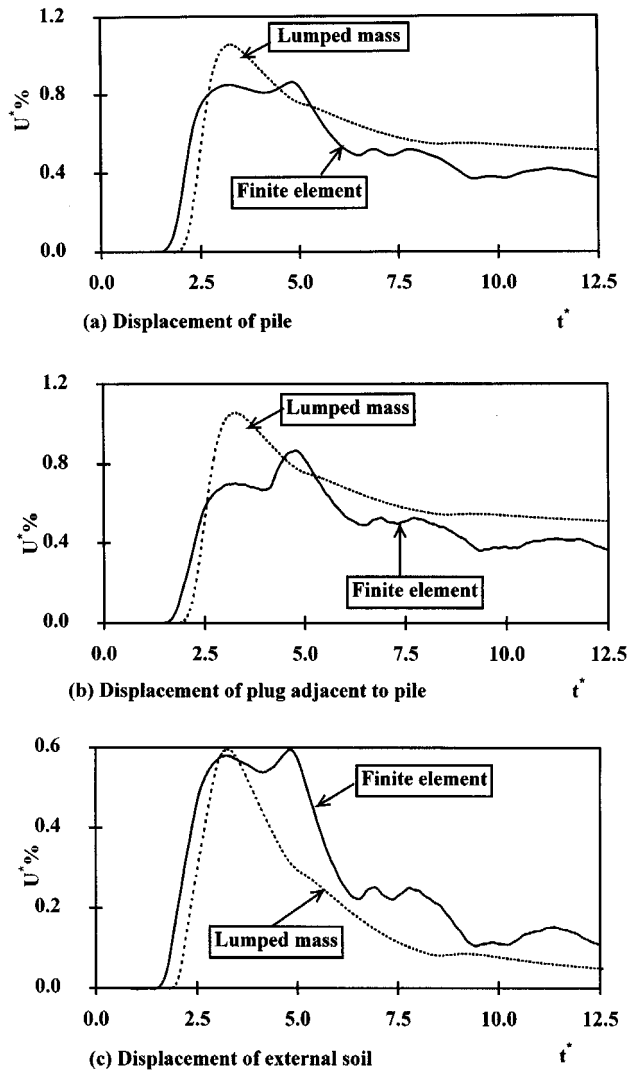 1.2
Lumped mass
0.8
U*%
0.4
Finite element
0.0
0.0 2.5 5.0 7.5 10.0 12.5
(a) Displacement of pile t*
1.2
Lumped mass
0.8
U*%
0.4
Finite element
0.0
0.0 2.5 5.0 7.5 10.0 12.5
(b) Displacement of plug adjacent to pile t*
0.6
Finite element
0.4
U*%
0.2
Lumped mass
0.0
0.0 2.5 5.0 7.5 10.0 12.5
(c) Displacement of external soil t*